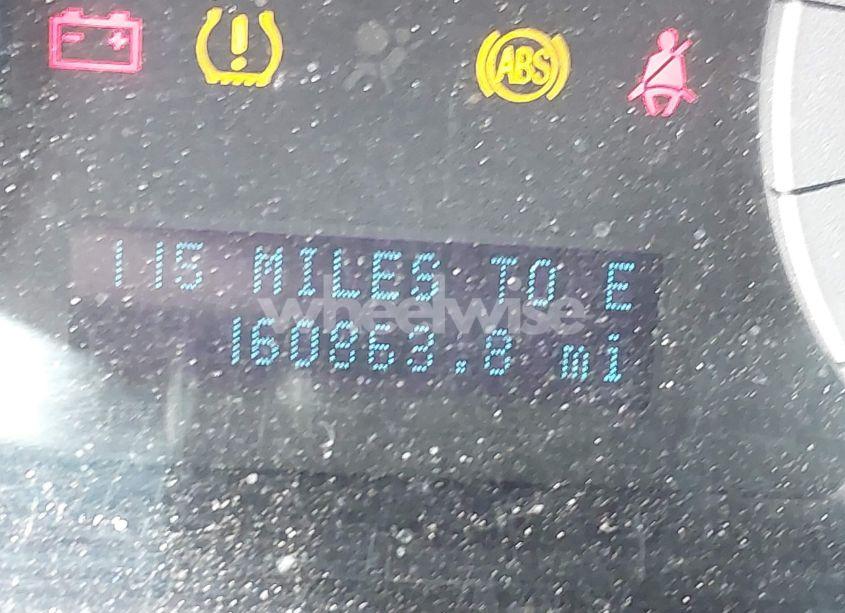 ABS
115 MILES TO E
wheelwise
160863.8 mi